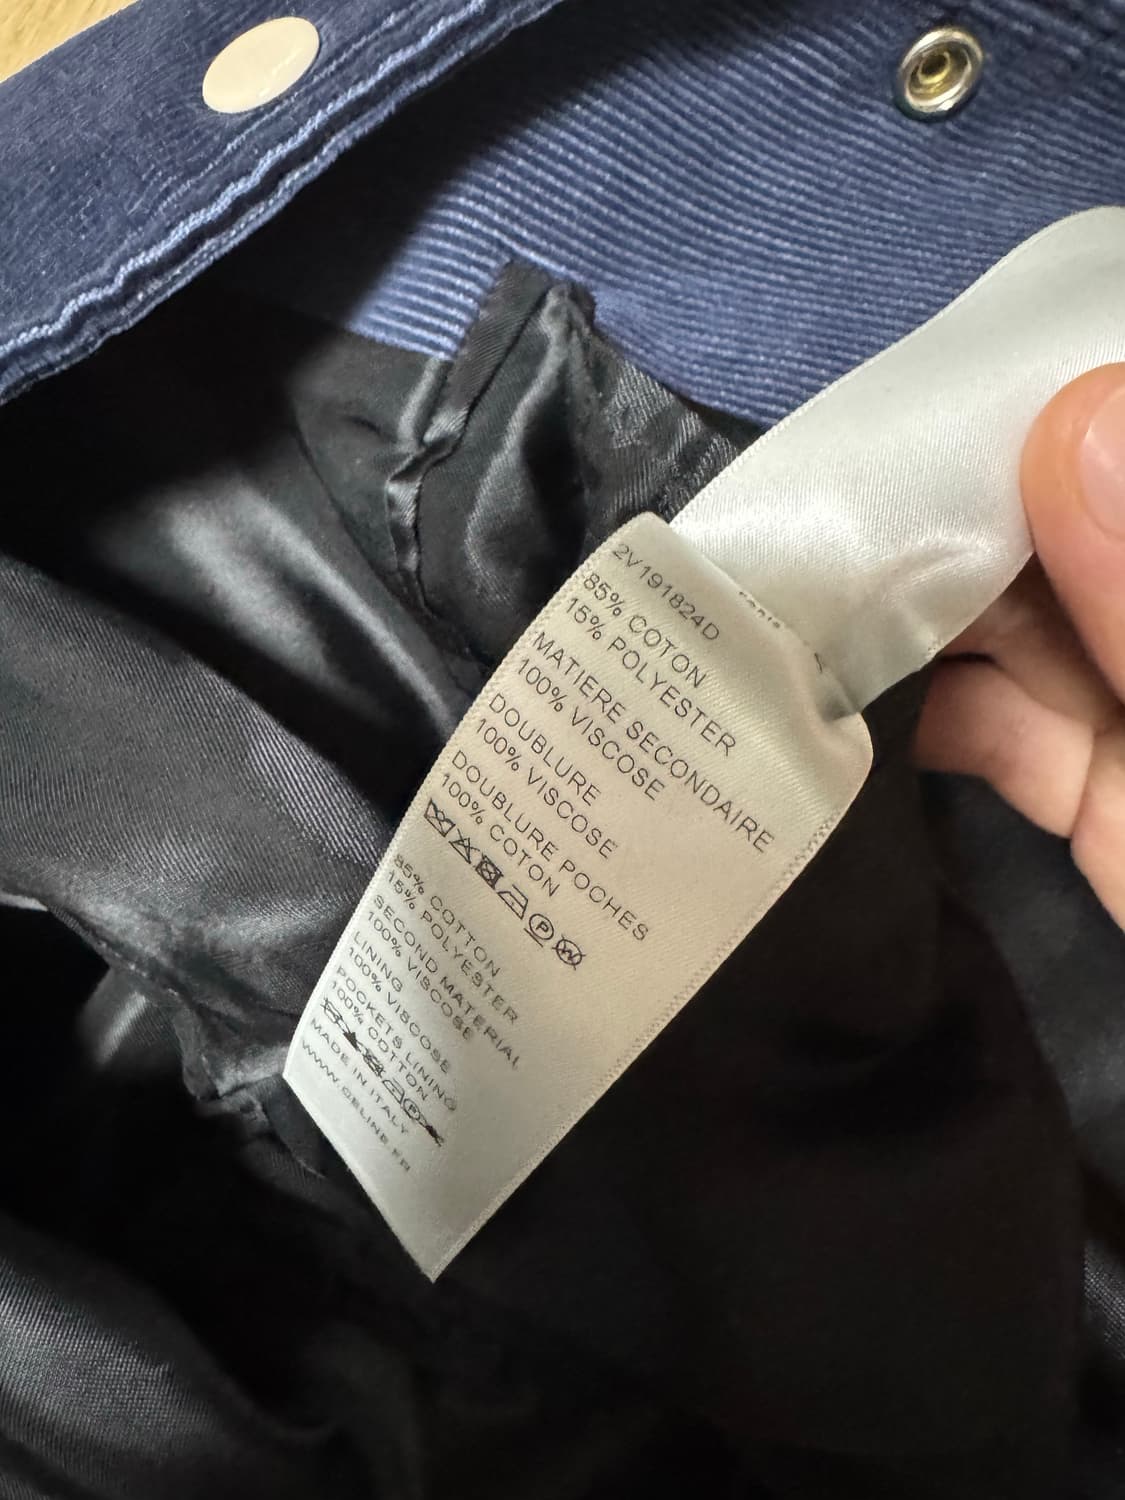 2V191824D
85% COTON
15% POLYESTER
MATIERE SECONDAIRE
100% VISCOSE
DOUBLURE
100% VISCOSE
DOUBLURE POCHES
100% COTON
P W
85% COTTON
15% POLYESTER
SECOND MATERIAL
100% VISCOSE
LINING
100% VISCOSE
POCKETS LINING
100% COTTON
P
MADE IN ITALY
WWW.CELINE.FR